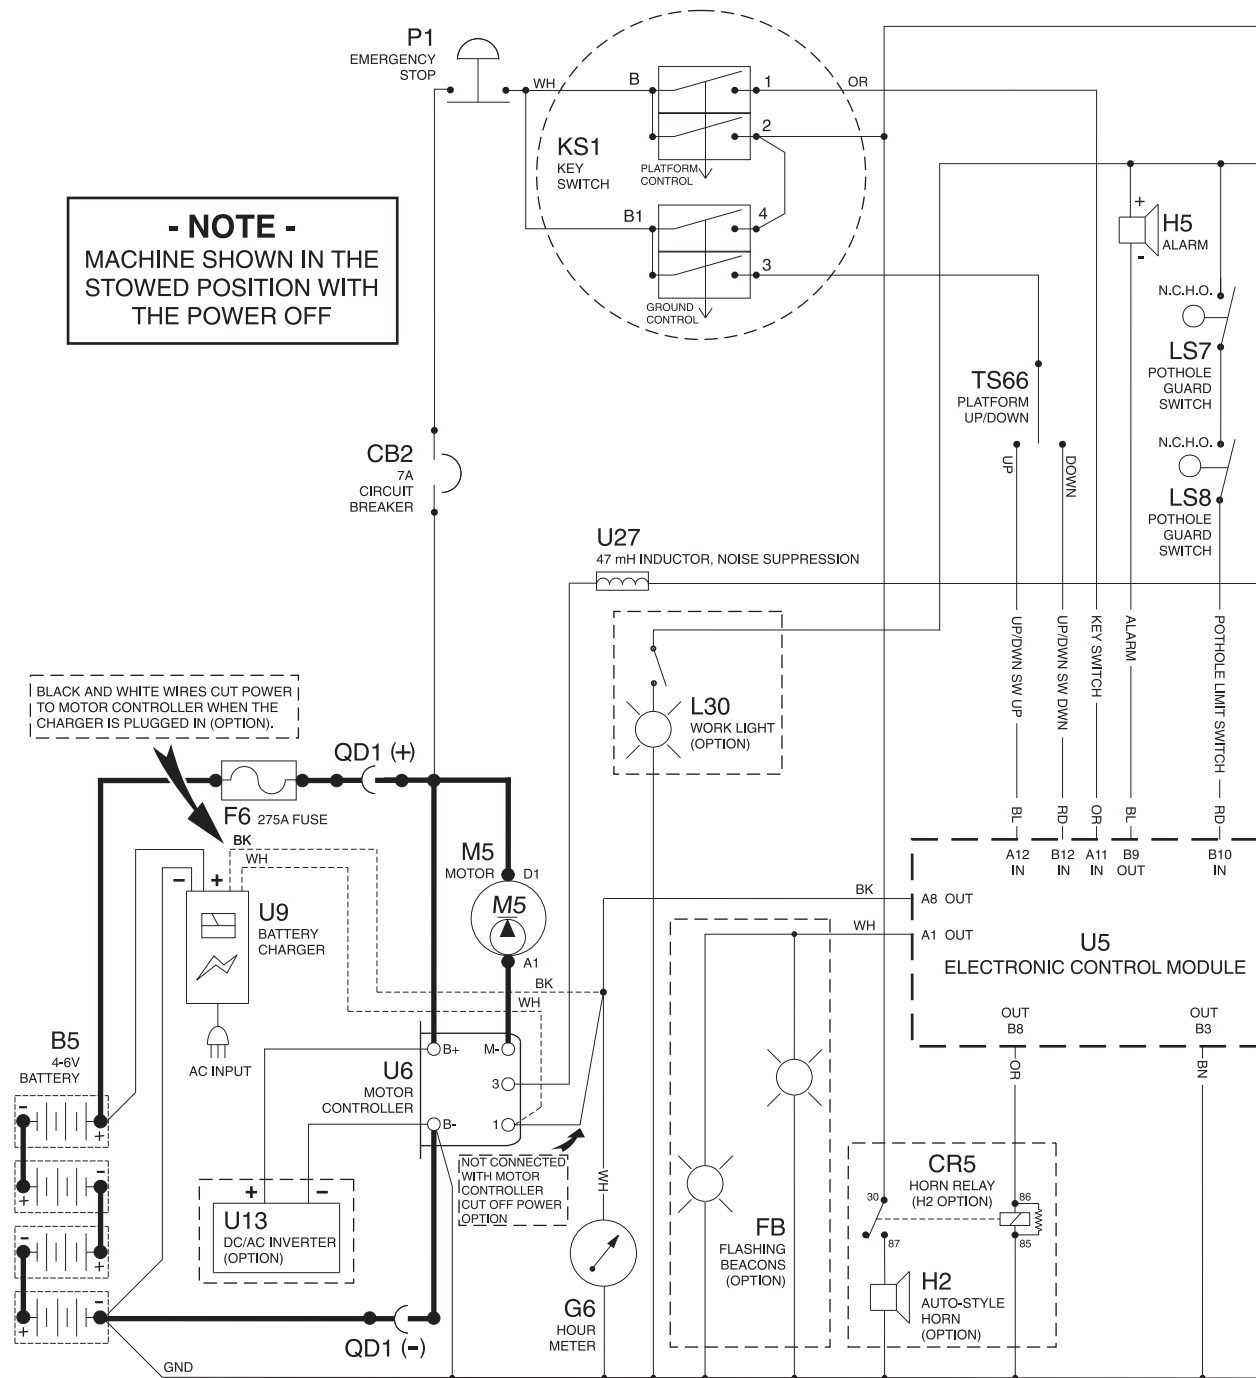 P1
EMERGENCY
STOP
WH
B
1
OR
2
KS1
KEY
SWITCH
PLATFORM
CONTROL
B1
4
3
GROUND
CONTROL
- NOTE -
MACHINE SHOWN IN THE
STOWED POSITION WITH
THE POWER OFF
+
H5
ALARM
-
N.C.H.O.
LS7
POTHOLE
GUARD
SWITCH
TS66
PLATFORM
UP/DOWN
UP
DOWN
N.C.H.O.
LS8
POTHOLE
GUARD
SWITCH
CB2
7A
CIRCUIT
BREAKER
U27
47 mH INDUCTOR, NOISE SUPPRESSION
UP/DWN SW UP
UP/DWN SW DWN
KEY SWITCH
ALARM
POTHOLE LIMIT SWITCH
L30
WORK LIGHT
(OPTION)
BLACK AND WHITE WIRES CUT POWER
TO MOTOR CONTROLLER WHEN THE
CHARGER IS PLUGGED IN (OPTION).
QD1 (+)
F6 275A FUSE
BK
WH
- +
U9
BATTERY
CHARGER
AC INPUT
M5
MOTOR D1
M5
A1
BK
WH
BL
RD
OR
BL
RD
A12
IN
B12
IN
A11
IN
B9
OUT
B10
IN
BK
A8 OUT
WH
A1 OUT
U5
ELECTRONIC CONTROL MODULE
OUT
B8
OUT
B3
OR
BN
B5
4-6V
BATTERY
- +
+ -
- +
+ -
U6
MOTOR
CONTROLLER
B+
M-
3
B-
1
NOT CONNECTED
WITH MOTOR
CONTROLLER
CUT OFF POWER
OPTION
WH
+ -
U13
DC/AC INVERTER
(OPTION)
G6
HOUR
METER
FB
FLASHING
BEACONS
(OPTION)
CR5
HORN RELAY
(H2 OPTION)
30
87
86
85
H2
AUTO-STYLE
HORN
(OPTION)
QD1 (-)
GND